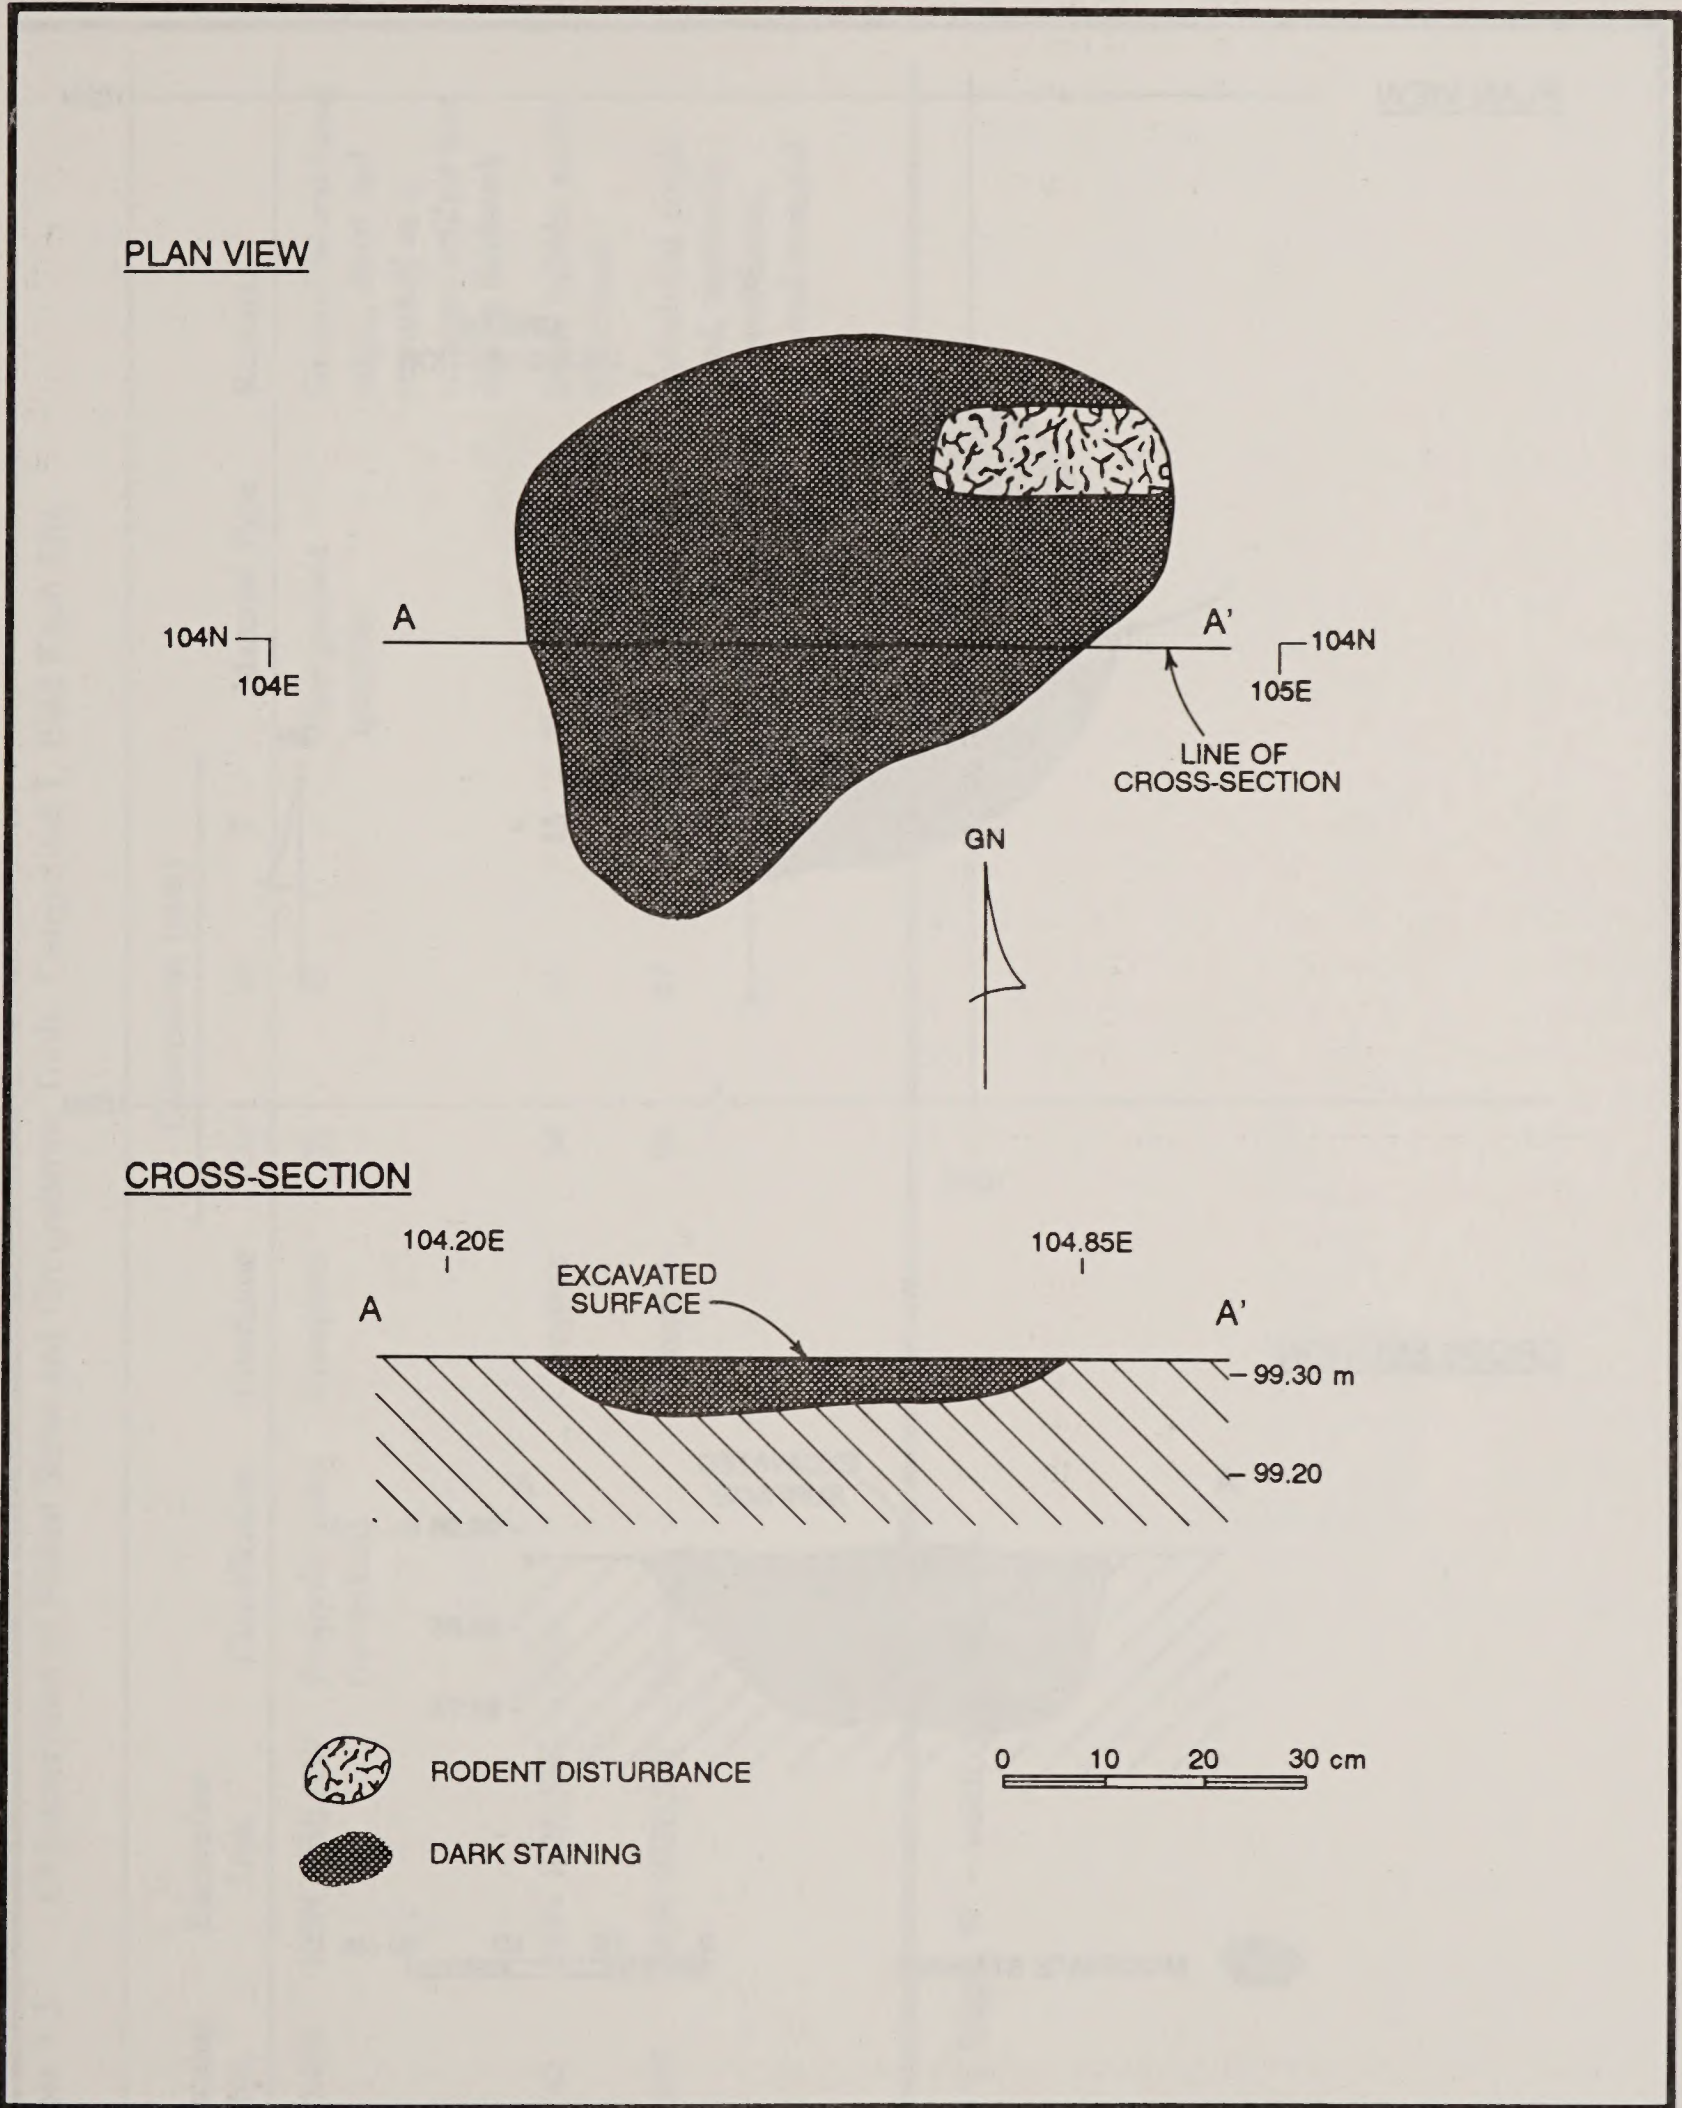 PLAN VIEW
A
A'
104N
104E
104N
105E
LINE OF
CROSS-SECTION
GN
CROSS-SECTION
104.20E
104.85E
EXCAVATED
SURFACE
A
A'
99.30 m
99.20
RODENT DISTURBANCE
0 10 20 30 cm
DARK STAINING